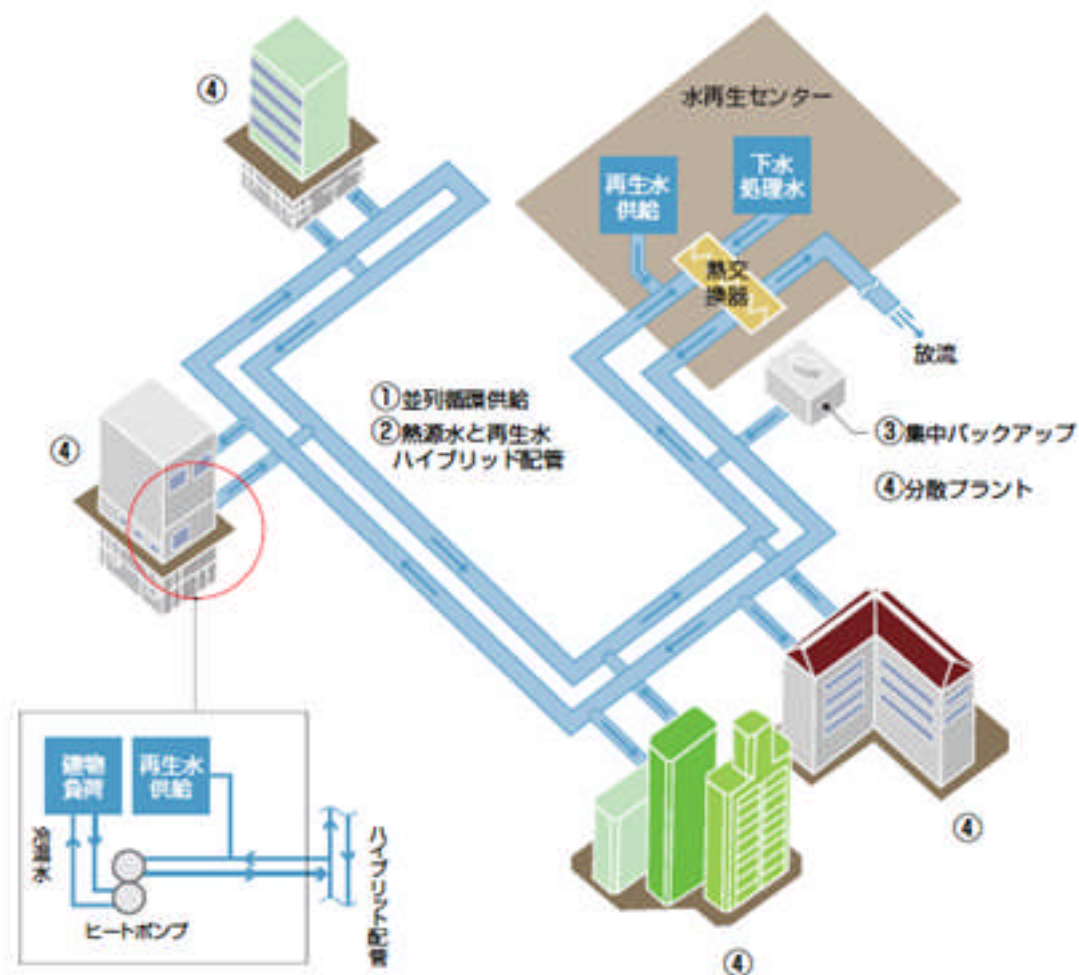 ④
水再生センター
下水
処理水
再生水
供給
熱交
換器
放流
①並列循環供給
②熱源水と再生水
ハイブリッド配管
③集中バックアップ
④
④分散プラント
④
④
建物
負荷
再生水
供給
ヒートポンプ
ハイブリッド配管